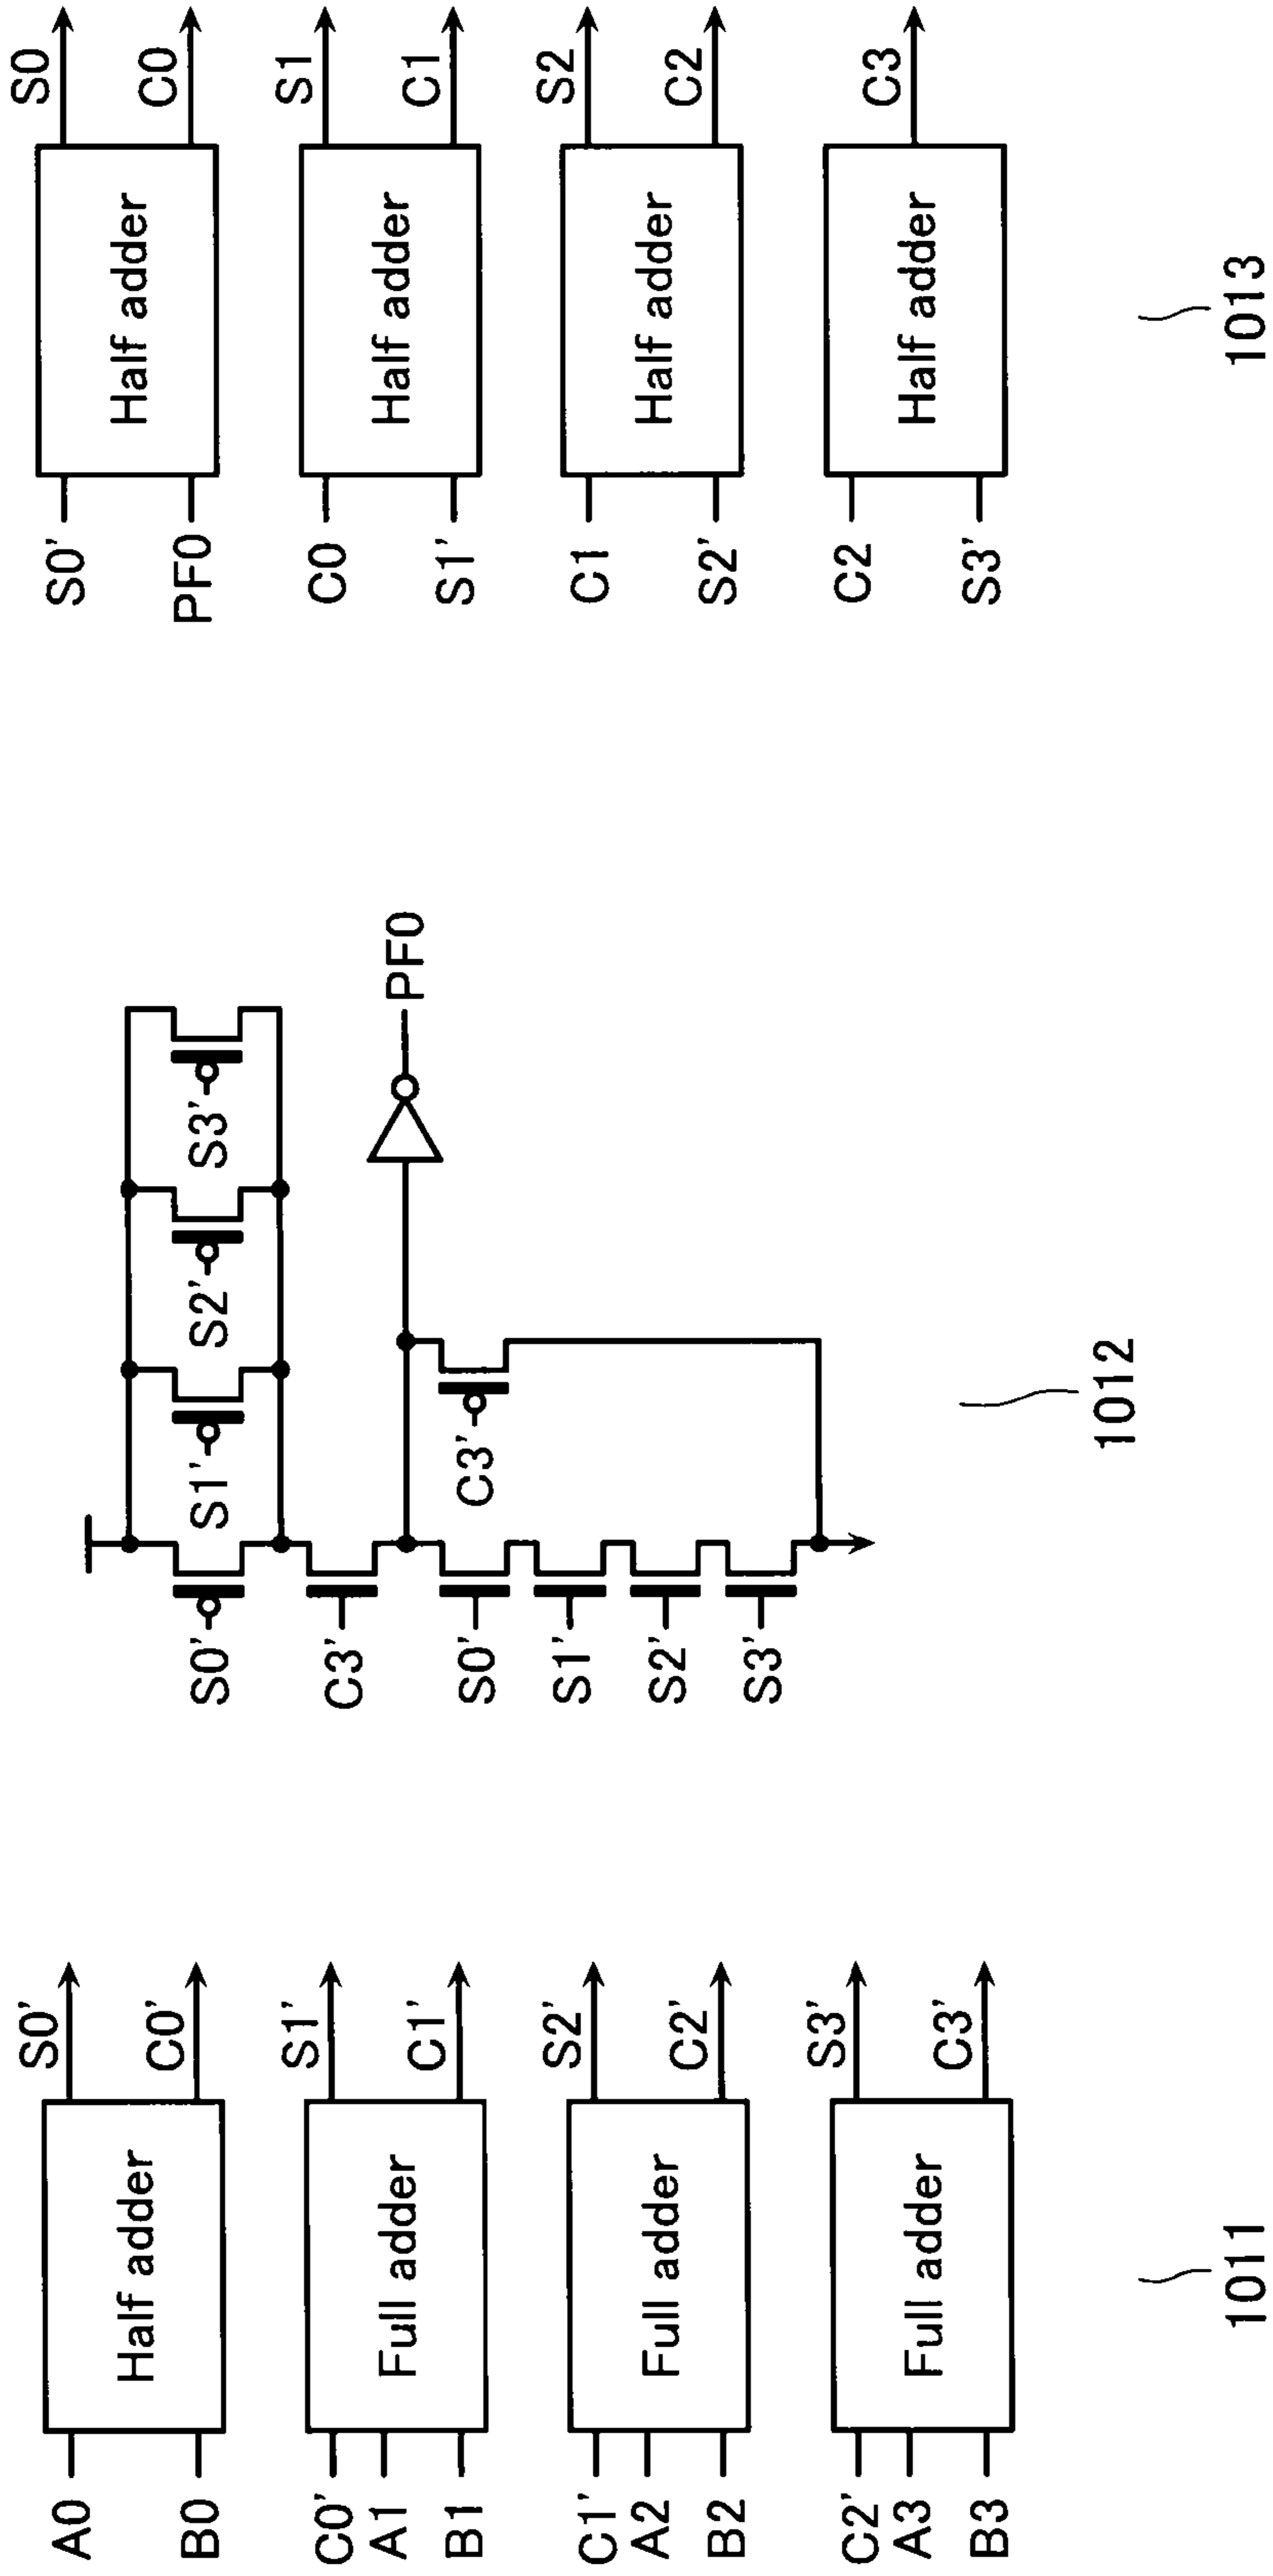 A0
B0
Half adder
S0'
C0'
C0'
A1
B1
Full adder
S1'
C1'
C1'
A2
B2
Full adder
S2'
C2'
C2'
A3
B3
Full adder
S3'
C3'
1011
S0'
S1'
S2'
S3'
C3'
S0'
S1'
S2'
S3'
C3'
PF0
1012
S0'
PF0
Half adder
S0
C0
C0
S1'
Half adder
S1
C1
C1
S2'
Half adder
S2
C2
C2
S3'
Half adder
C3
1013